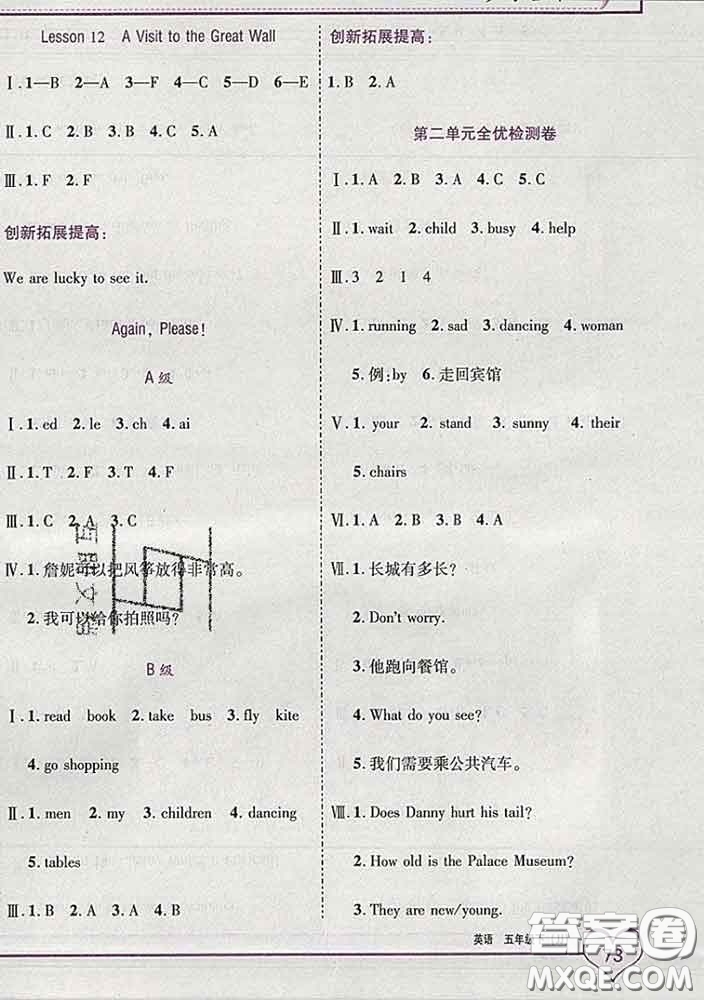 Lesson 12 A Visit to the Great Wall
Ⅰ.1—B 2—A 3—F 4—C 5—D 6—E
Ⅱ.1.C 2.B 3.A 4.C 5.A
Ⅲ.1.F 2.F
创新拓展提高:
We are lucky to see it.
Again, Please!
A级
Ⅰ.1.ed 2.le 3.ch 4.ai
Ⅱ.1.T 2.T 3.F 4.T
Ⅲ.1.C 2.A 3.C
Ⅳ.1.詹妮可以把风筝放得非常高。
2.我可以给你拍照吗?
B级
Ⅰ.1.read book 2.take bus 3.fly kite
4.go shopping
Ⅱ.1.men 2.my 3.children 4.dancing
5.tables
Ⅲ.1.B 2.B 3.A 4.B
创新拓展提高:
1.B 2.A
第二单元全优检测卷
Ⅰ.1.A 2.B 3.A 4.C 5.C
Ⅱ.1.wait 2.child 3.busy 4.help
Ⅲ.3 2 1 4
Ⅳ.1.running 2.sad 3.dancing 4.woman
5.例:by 6.走回宾馆
Ⅴ.1.your 2.stand 3.sunny 4.their
5.chairs
Ⅵ.1.A 2.A 3.B 4.A
Ⅶ.1.长城有多长?
2.Don't worry.
3.他跑向餐馆。
4.What do you see?
5.我们需要乘公共汽车。
Ⅷ.1.Does Danny hurt his tail?
2.How old is the Palace Museum?
3.They are new/young.
英语 五年级
73
答案圈
MXQE.COM